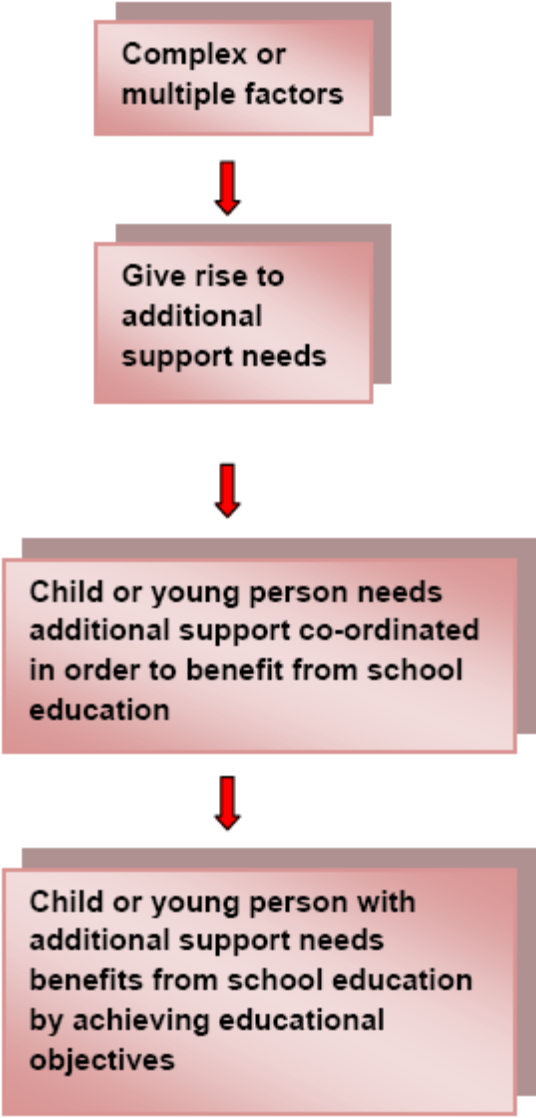 Complex or
multiple factors
Give rise to
additional
support needs
Child or young person needs
additional support co-ordinated
in order to benefit from school
education
Child or young person with
additional support needs
benefits from school education
by achieving educational
objectives